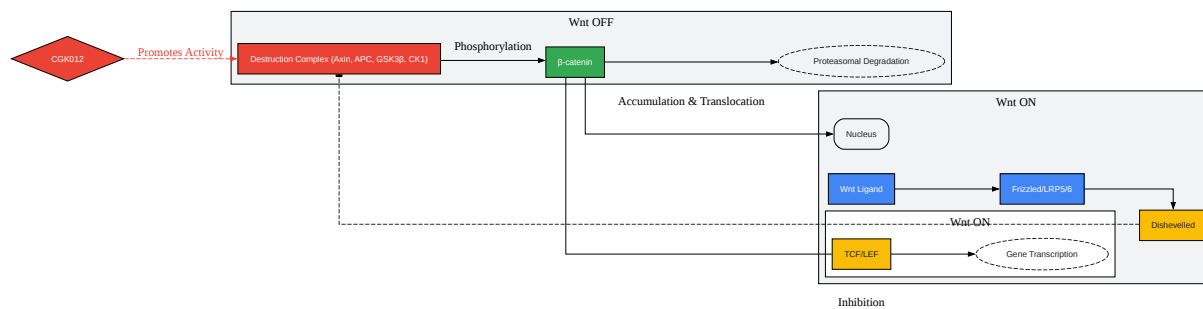 Wnt OFF
CGK012
Promotes Activity
Destruction Complex (Axin, APC, GSK3β, CK1)
Phosphorylation
β-catenin
Proteasomal Degradation
Accumulation & Translocation
Wnt ON
Nucleus
Wnt Ligand
Frizzled/LRP5/6
Wnt ON
Dishevelled
TCF/LEF
Gene Transcription
Inhibition